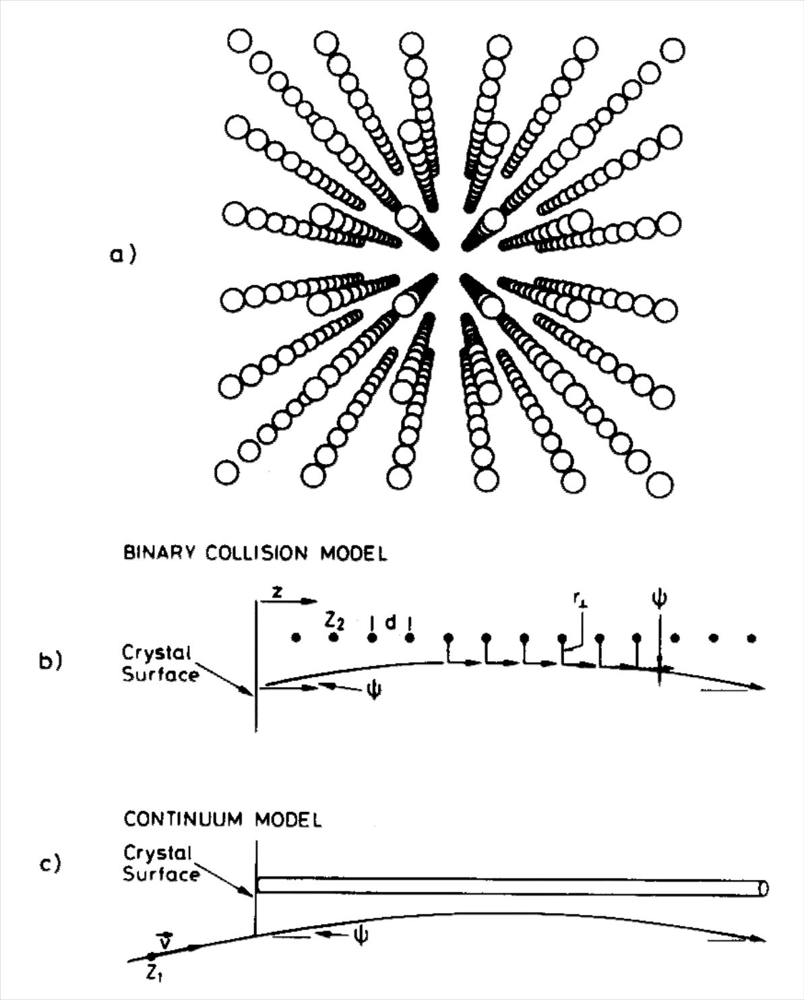 a)
BINARY COLLISION MODEL
z
Z₂ d
r⊥
ψ
b)
Crystal
Surface
ψ
CONTINUUM MODEL
c)
Crystal
Surface
ψ
v⃗
Z₁